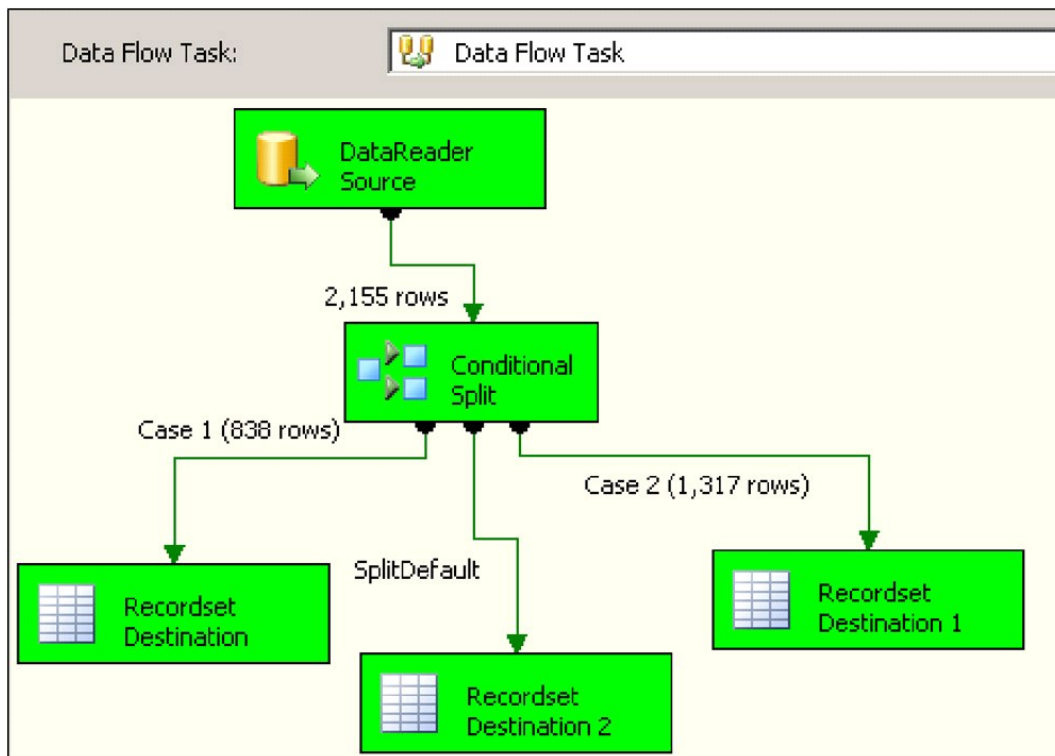 Data Flow Task:
Data Flow Task
DataReader
Source
2,155 rows
Conditional
Split
Case 1 (838 rows)
Case 2 (1,317 rows)
SplitDefault
Recordset
Destination
Recordset
Destination 1
Recordset
Destination 2